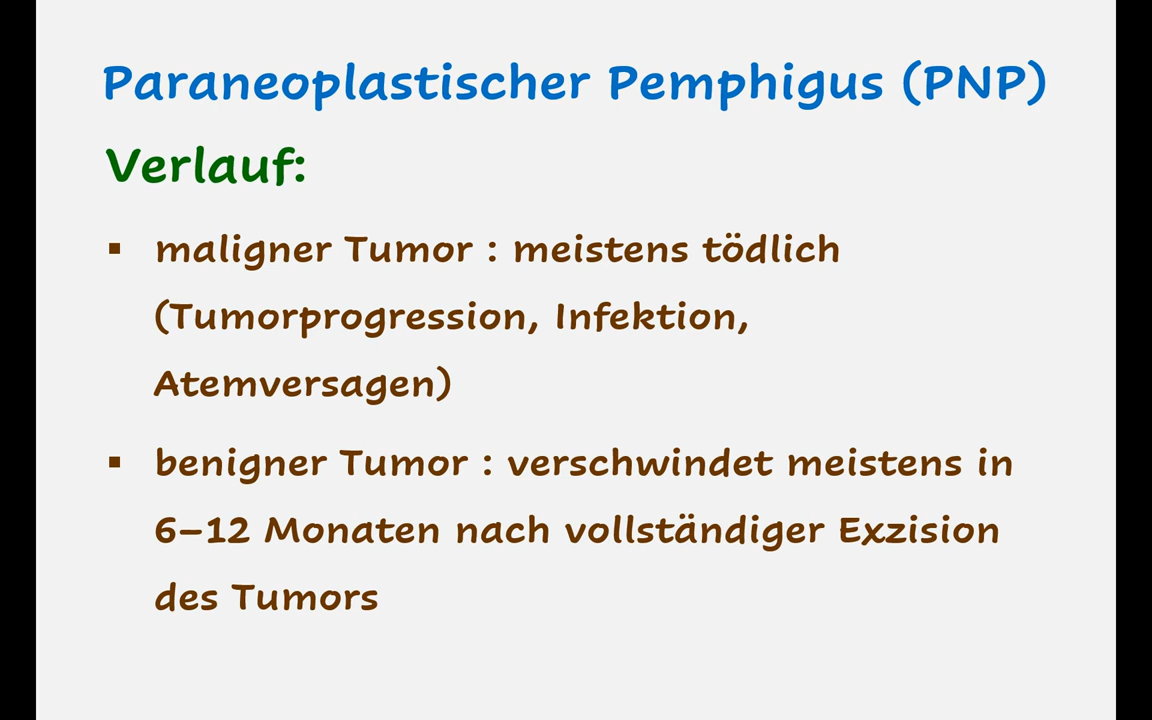 Paraneoplastischer Pemphigus (PNP)
Verlauf:
▪ maligner Tumor : meistens tödlich
(Tumorprogression, Infektion,
Atemversagen)
▪ benigner Tumor : verschwindet meistens in
6–12 Monaten nach vollständiger Exzision
des Tumors